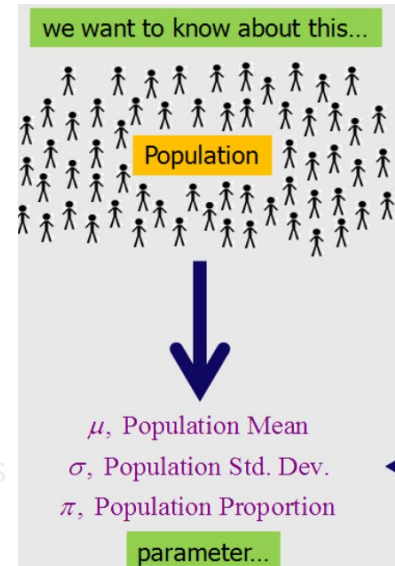 we want to know about this...
Population
μ, Population Mean
σ, Population Std. Dev.
π, Population Proportion
parameter...